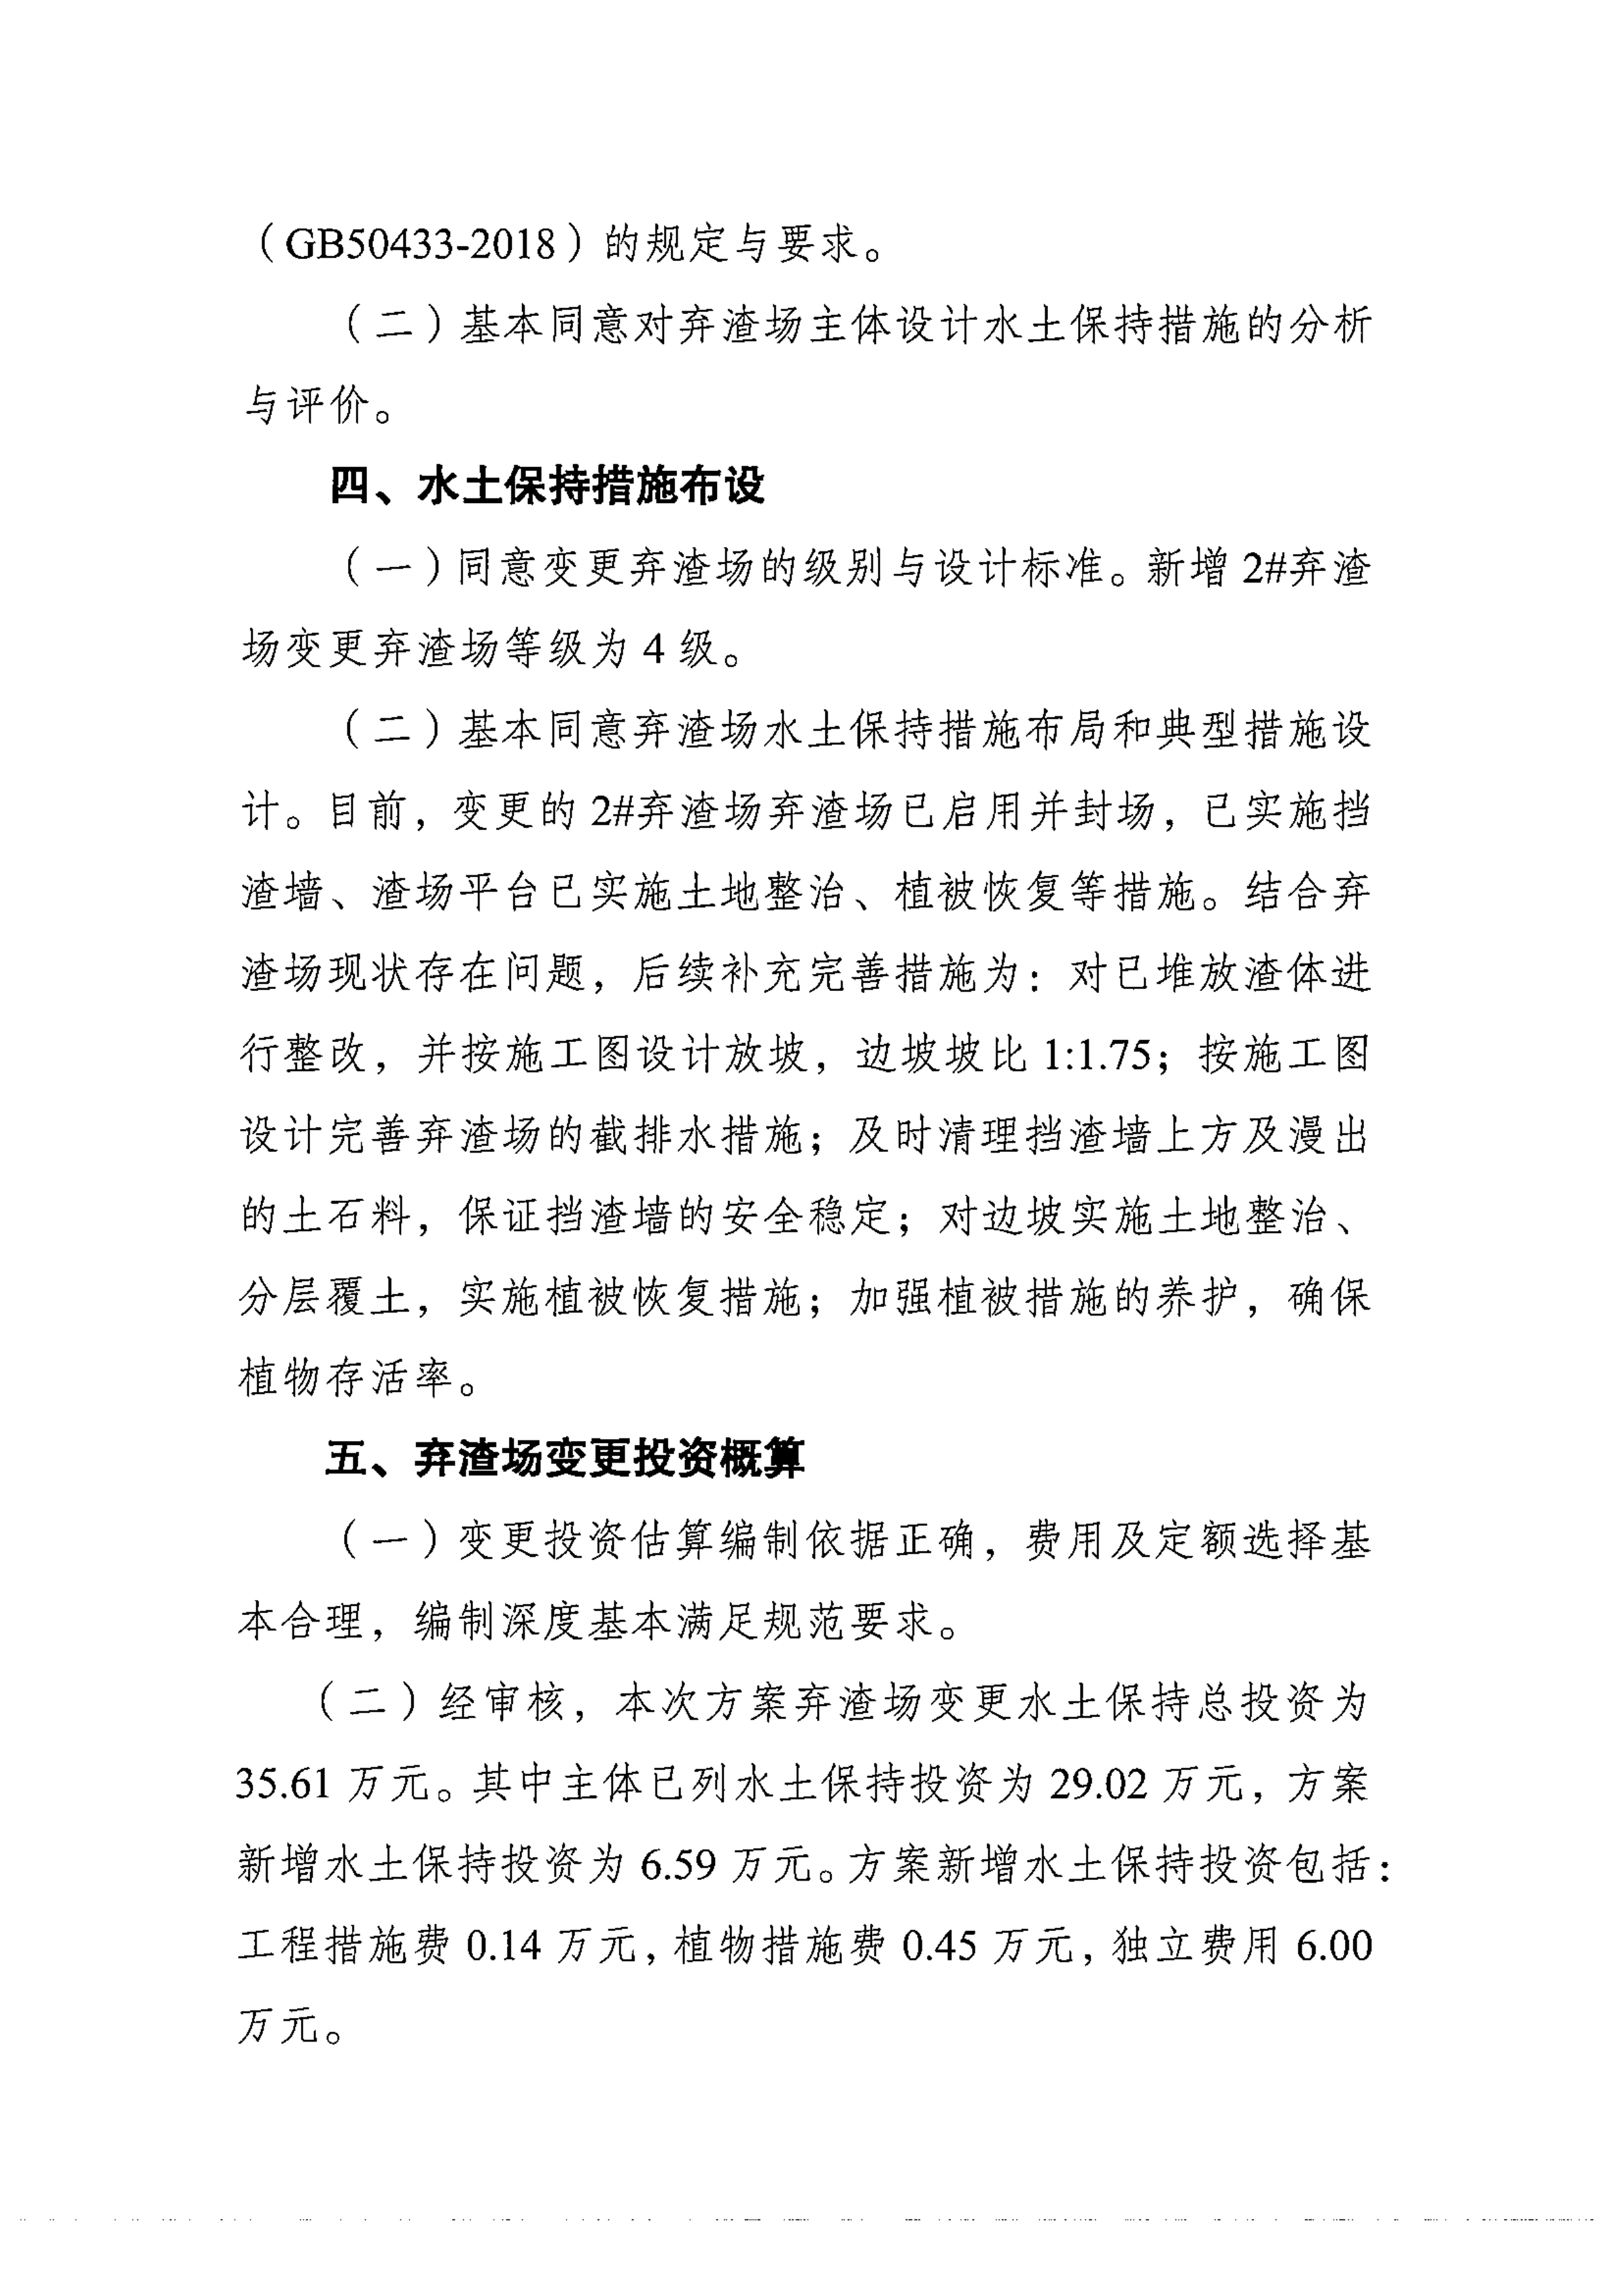 （GB50433-2018）的规定与要求。
（二）基本同意对弃渣场主体设计水土保持措施的分析
与评价。
四、水土保持措施布设
（一）同意变更弃渣场的级别与设计标准。新增 2#弃渣
场变更弃渣场等级为 4 级。
（二）基本同意弃渣场水土保持措施布局和典型措施设
计。目前，变更的 2#弃渣场弃渣场已启用并封场，已实施挡
渣墙、渣场平台已实施土地整治、植被恢复等措施。结合弃
渣场现状存在问题，后续补充完善措施为：对已堆放渣体进
行整改，并按施工图设计放坡，边坡坡比 1:1.75；按施工图
设计完善弃渣场的截排水措施；及时清理挡渣墙上方及漫出
的土石料，保证挡渣墙的安全稳定；对边坡实施土地整治、
分层覆土，实施植被恢复措施；加强植被措施的养护，确保
植物存活率。
五、弃渣场变更投资概算
（一）变更投资估算编制依据正确，费用及定额选择基
本合理，编制深度基本满足规范要求。
（二）经审核，本次方案弃渣场变更水土保持总投资为
35.61 万元。其中主体已列水土保持投资为 29.02 万元，方案
新增水土保持投资为 6.59 万元。方案新增水土保持投资包括：
工程措施费 0.14 万元，植物措施费 0.45 万元，独立费用 6.00
万元。